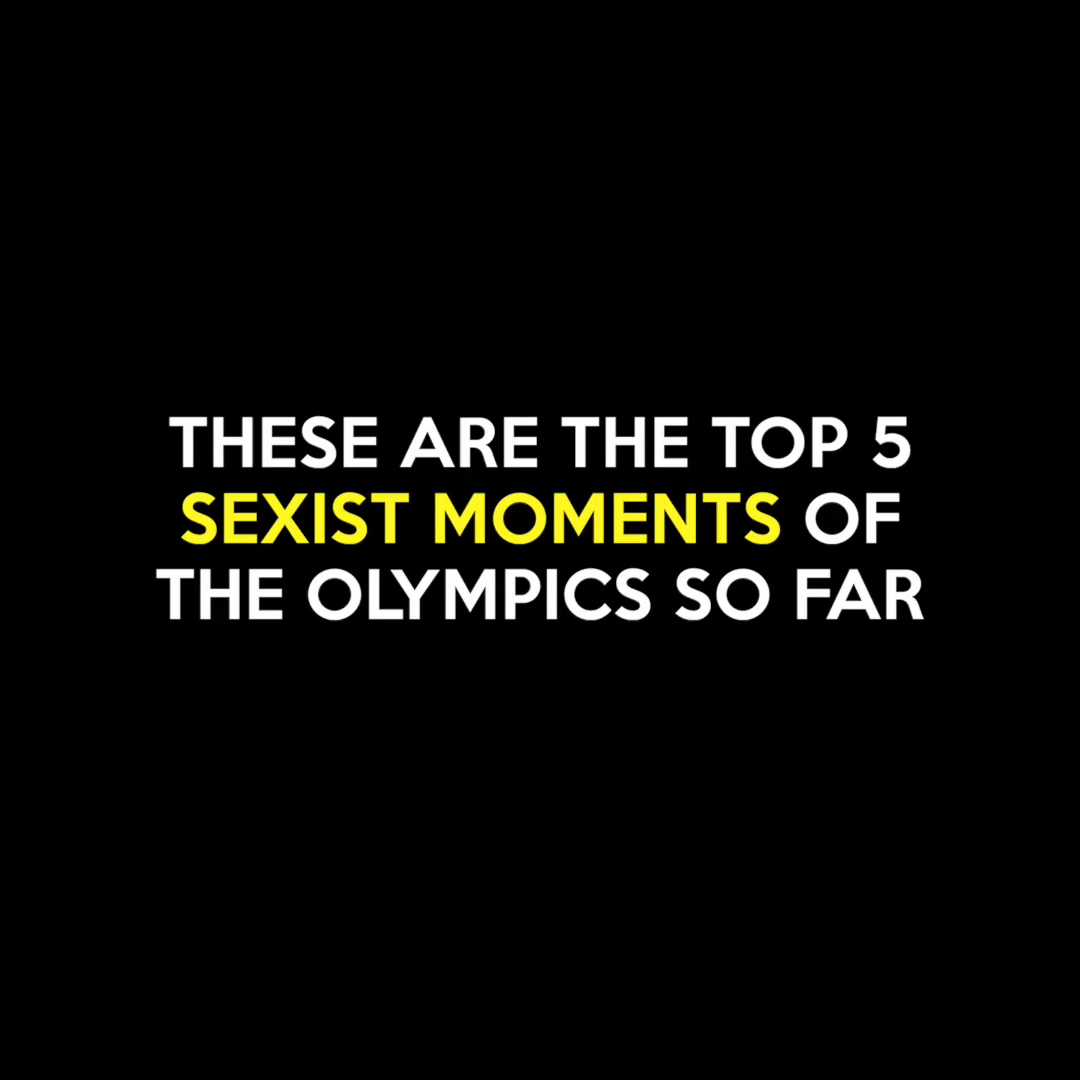 THESE ARE THE TOP 5
SEXIST MOMENTS OF
THE OLYMPICS SO FAR